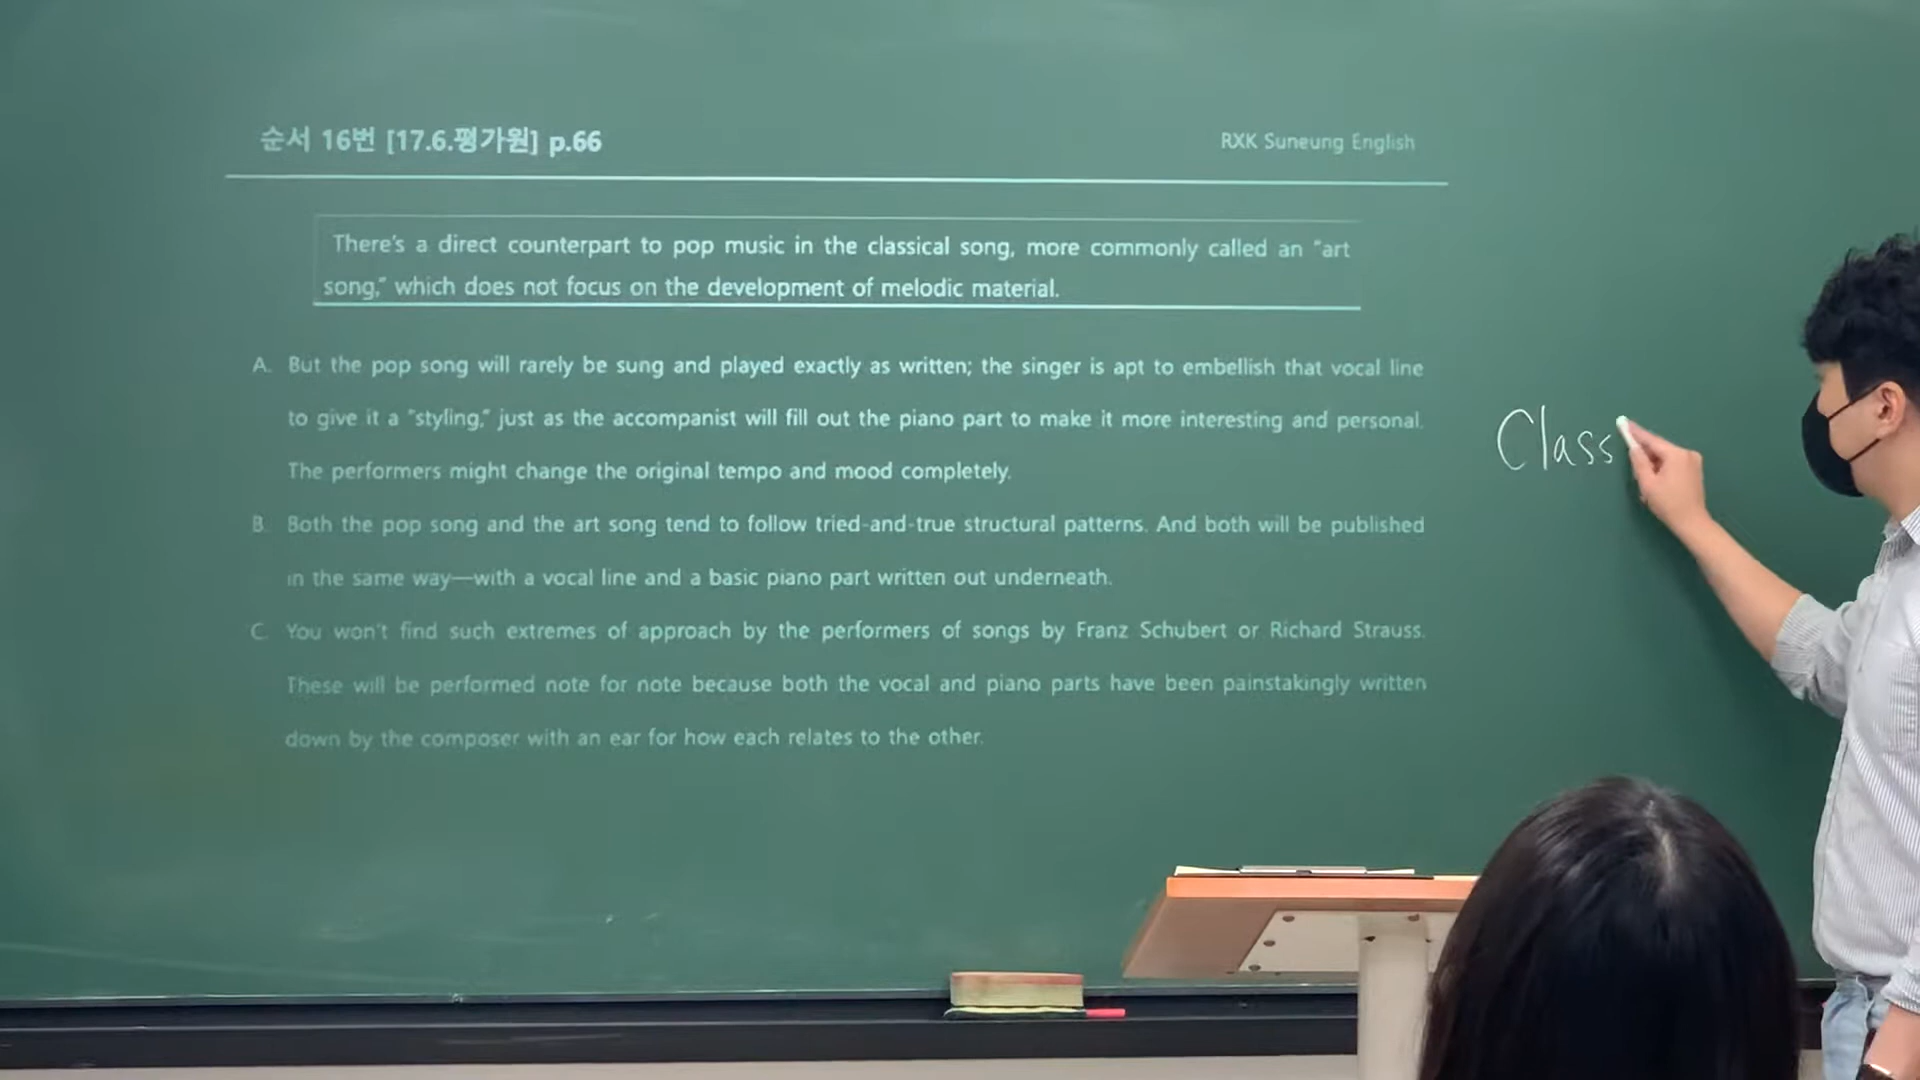 순서 16번 [17.6.평가원] p.66
RXK Suneung English
There's a direct counterpart to pop music in the classical song, more commonly called an "art
song," which does not focus on the development of melodic material.
A. But the pop song will rarely be sung and played exactly as written; the singer is apt to embellish that vocal line
to give it a "styling," just as the accompanist will fill out the piano part to make it more interesting and personal.
The performers might change the original tempo and mood completely.
B. Both the pop song and the art song tend to follow tried-and-true structural patterns. And both will be published
in the same way—with a vocal line and a basic piano part written out underneath.
C. You won't find such extremes of approach by the performers of songs by Franz Schubert or Richard Strauss.
These will be performed note for note because both the vocal and piano parts have been painstakingly written
down by the composer with an ear for how each relates to the other.
Class